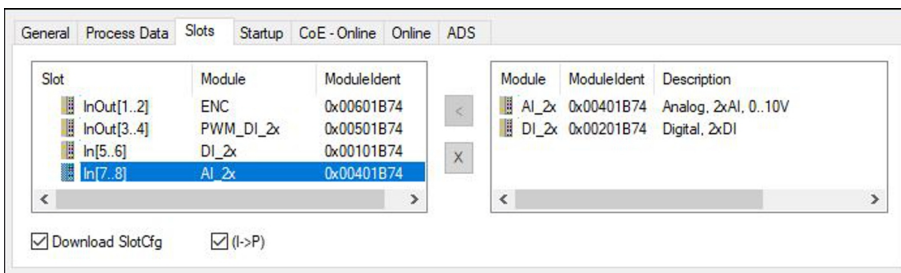 General Process Data Slots Startup CoE - Online Online ADS
Slot Module ModuleIdent
InOut[1..2] ENC 0x00601B74
InOut[3..4] PWM_DI_2x 0x00501B74
In[5..6] DI_2x 0x00101B74
In[7..8] AI_2x 0x00401B74
<
X
Module ModuleIdent Description
AI_2x 0x00401B74 Analog, 2xAI, 0..10V
DI_2x 0x00201B74 Digital, 2xDI
Download SlotCfg (I->P)